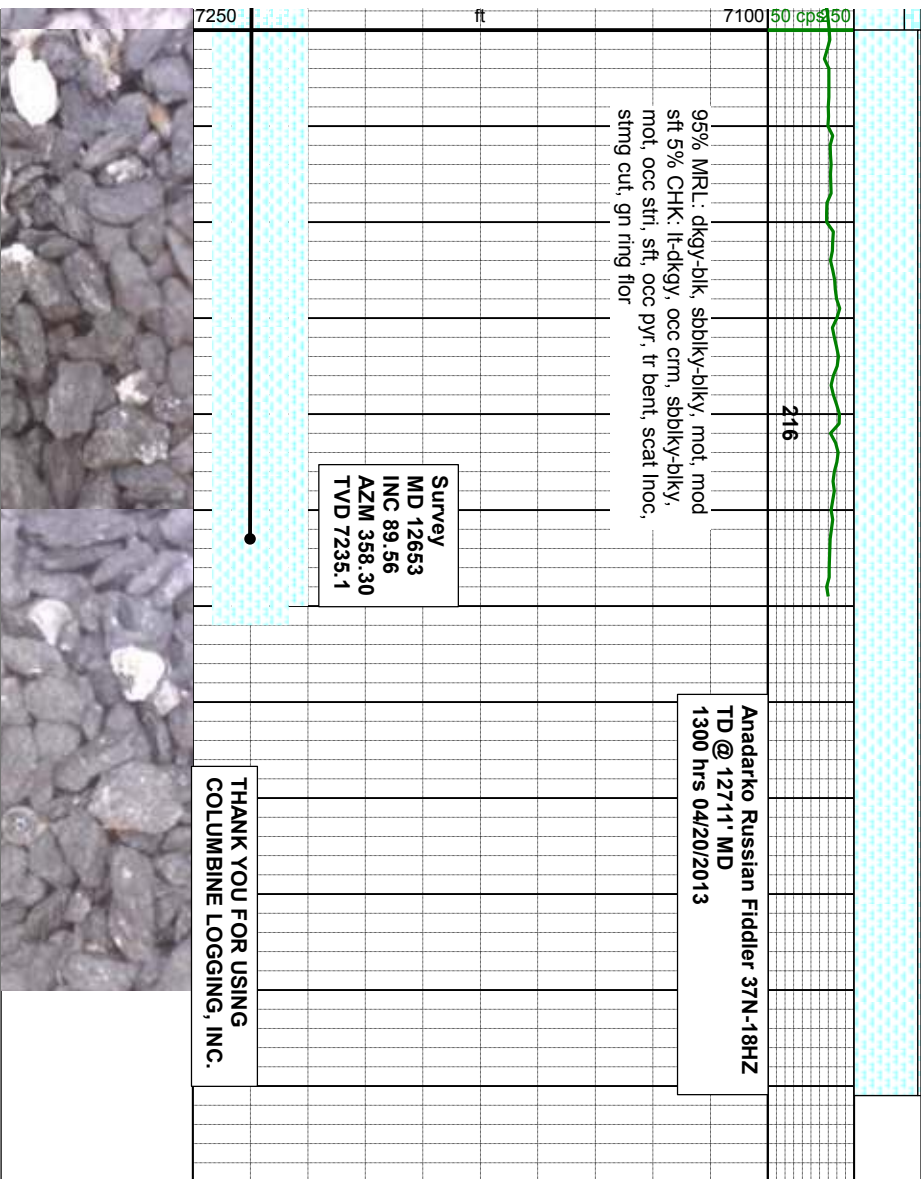 7250 ft 7100 50 cps 250
95% MRL: dkgy-blk, sbblky-blky, mot, mod
sft 5% CHK: lt-dkgy, occ crm, sbblky-blky,
mot, occ stri, sft, occ pyr, tr bent, scat Inoc,
stmg cut, gn ring flor
216
Survey
MD 12653
INC 89.56
AZM 358.30
TVD 7235.1
Anadarko Russian Fiddler 37N-18HZ
TD @ 12711' MD
1300 hrs 04/20/2013
THANK YOU FOR USING
COLUMBINE LOGGING, INC.